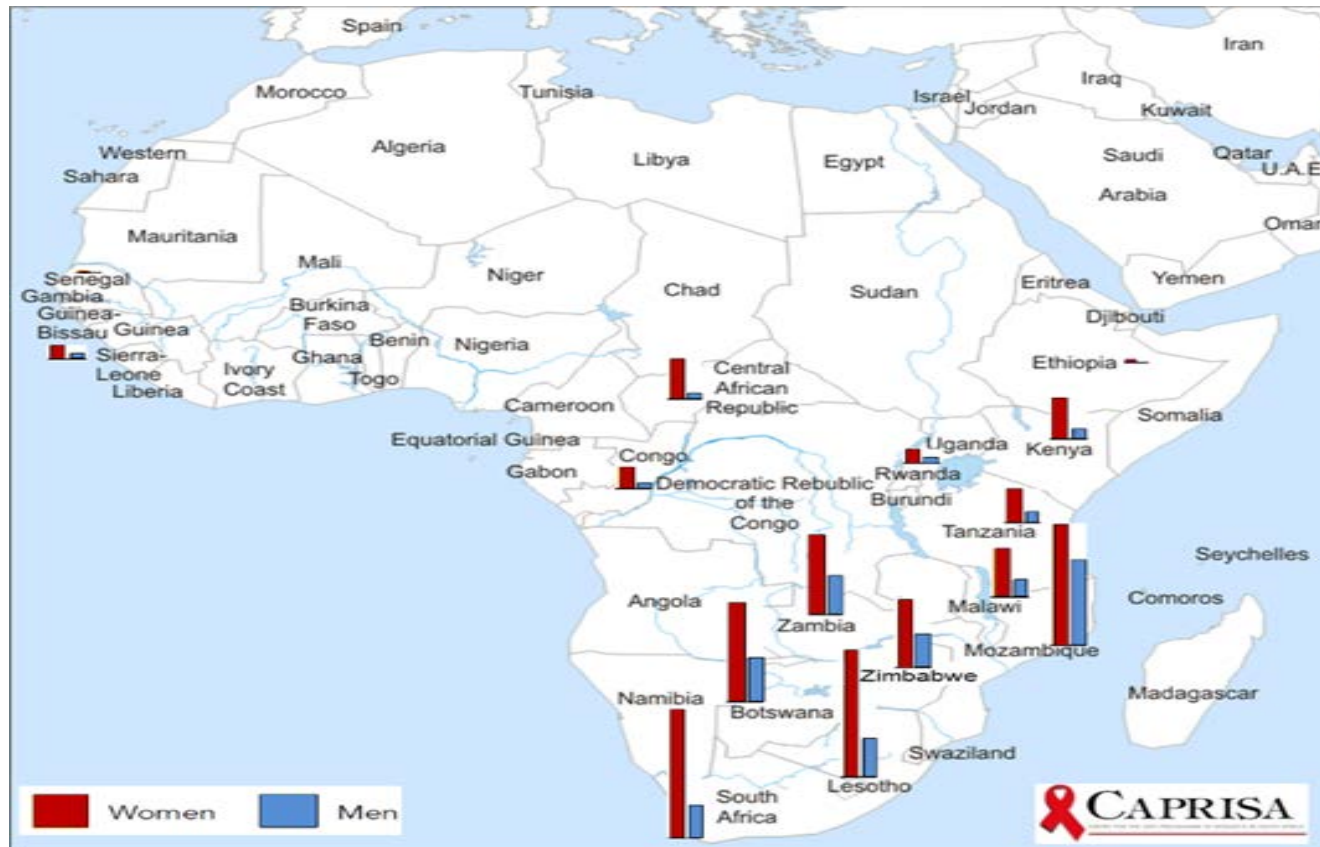 Spain
Iran
Iraq
Morocco
Tunisia
Israel
Jordan
Kuwait
Algeria
Libya
Egypt
Western
Sahara
Saudi
Arabia
Qatar
U.A.E
Oman
Mauritania
Mali
Niger
Chad
Sudan
Eritrea
Yemen
Senegal
Gambia
Guinea-
Bissau
Guinea
Burkina
Faso
Benin
Nigeria
Djibouti
Sierra-
Leone
Liberia
Ivory
Coast
Ghana
Togo
Central
African
Republic
Ethiopia
Somalia
Cameroon
Equatorial Guinea
Gabon
Congo
Democratic Rebublic
of the
Congo
Uganda
Rwanda
Burundi
Kenya
Tanzania
Seychelles
Angola
Zambia
Malawi
Comoros
Mozambique
Zimbabwe
Madagascar
Namibia
Botswana
Swaziland
Lesotho
South
Africa
Women
Men
CAPRISA